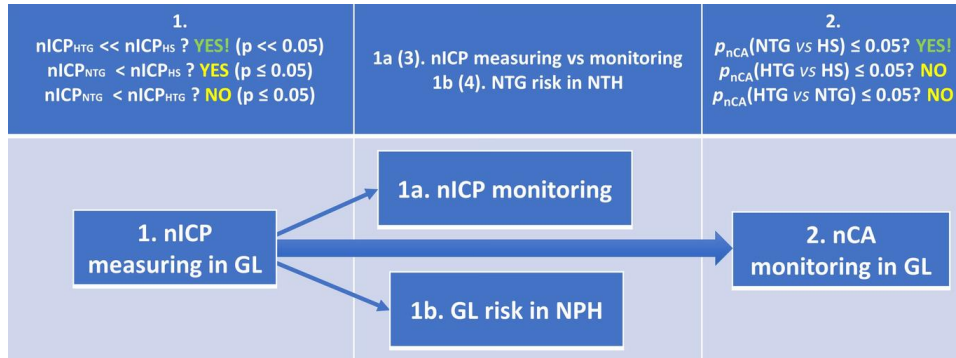 1.
nICPHTG << nICPHS ? YES! (p << 0.05)
nICPNTG < nICPHS ? YES (p ≤ 0.05)
nICPNTG < nICPHTG ? NO (p ≤ 0.05)
1a (3). nICP measuring vs monitoring
1b (4). NTG risk in NTH
2.
pnCA(NTG vs HS) ≤ 0.05? YES!
pnCA(HTG vs HS) ≤ 0.05? NO
pnCA(HTG vs NTG) ≤ 0.05? NO
1a. nICP monitoring
1. nICP
measuring in GL
2. nCA
monitoring in GL
1b. GL risk in NPH